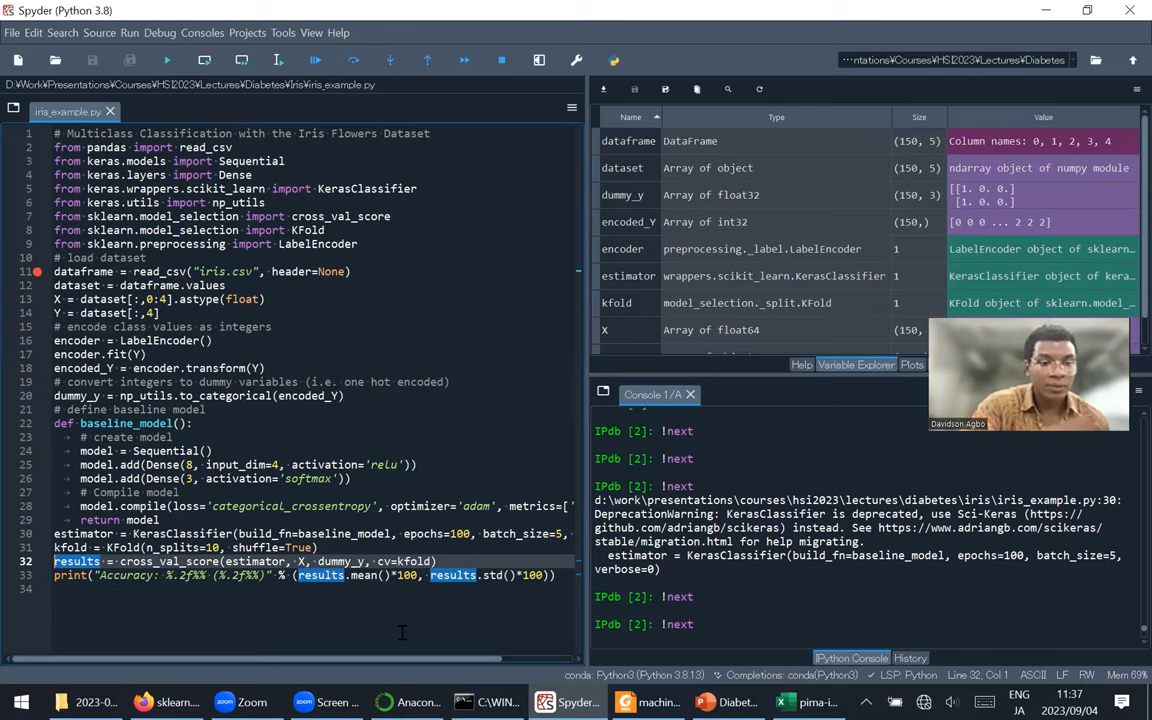 Spyder (Python 3.8)
File Edit Search Source Run Debug Consoles Projects Tools View Help
D:¥Work¥Presentations¥Courses¥HSI2023¥Lectures¥Diabetes¥Iris¥iris_example.py
iris_example.py
1 # Multiclass Classification with the Iris Flowers Dataset
2 from pandas import read_csv
3 from keras.models import Sequential
4 from keras.layers import Dense
5 from keras.wrappers.scikit_learn import KerasClassifier
6 from keras.utils import np_utils
7 from sklearn.model_selection import cross_val_score
8 from sklearn.model_selection import KFold
9 from sklearn.preprocessing import LabelEncoder
10 # load dataset
11 dataframe = read_csv("iris.csv", header=None)
12 dataset = dataframe.values
13 X = dataset[:,0:4].astype(float)
14 Y = dataset[:,4]
15 # encode class values as integers
16 encoder = LabelEncoder()
17 encoder.fit(Y)
18 encoded_Y = encoder.transform(Y)
19 # convert integers to dummy variables (i.e. one hot encoded)
20 dummy_y = np_utils.to_categorical(encoded_Y)
21 # define baseline model
22 def baseline_model():
23 # create model
24 model = Sequential()
25 model.add(Dense(8, input_dim=4, activation='relu'))
26 model.add(Dense(3, activation='softmax'))
27 # Compile model
28 model.compile(loss='categorical_crossentropy', optimizer='adam', metrics=['
29 return model
30 estimator = KerasClassifier(build_fn=baseline_model, epochs=100, batch_size=5,
31 kfold = KFold(n_splits=10, shuffle=True)
32 results = cross_val_score(estimator, X, dummy_y, cv=kfold)
33 print("Accuracy: %.2f%% (%.2f%%)" % (results.mean()*100, results.std()*100))
34
···ntations¥Courses¥HSI2023¥Lectures¥Diabetes
Name Type Size Value
dataframe DataFrame (150, 5) Column names: 0, 1, 2, 3, 4
dataset Array of object (150, 5) ndarray object of numpy module
dummy_y Array of float32 (150, 3) [[1. 0. 0.]
[1. 0. 0.]
encoded_Y Array of int32 (150,) [0 0 0 ... 2 2 2]
encoder preprocessing._label.LabelEncoder 1 LabelEncoder object of sklearn…
estimator wrappers.scikit_learn.KerasClassifier 1 KerasClassifier object of kera…
kfold model_selection._split.KFold 1 KFold object of sklearn.model_…
X Array of float64 (150,
Help Variable Explorer Plots
Davidson Agbo
Console 1/A
IPdb [2]: !next
IPdb [2]: !next
IPdb [2]: !next
d:\work\presentations\courses\hsi2023\lectures\diabetes\iris\iris_example.py:30:
DeprecationWarning: KerasClassifier is deprecated, use Sci-Keras (https://
github.com/adriangb/scikeras) instead. See https://www.adriangb.com/scikeras/
stable/migration.html for help migrating.
estimator = KerasClassifier(build_fn=baseline_model, epochs=100, batch_size=5,
verbose=0)
IPdb [2]: !next
IPdb [2]: !next
IPython Console History
conda: Python3 (Python 3.8.13) Completions: conda(Python3) LSP: Python Line 32, Col 1 ASCII LF RW Mem 69%
2023-0... sklearn... Zoom Screen ... Anacon... C:\WIN... Spyder... machin... Diabet... pima-i...
ENG
JA
11:37
2023/09/04